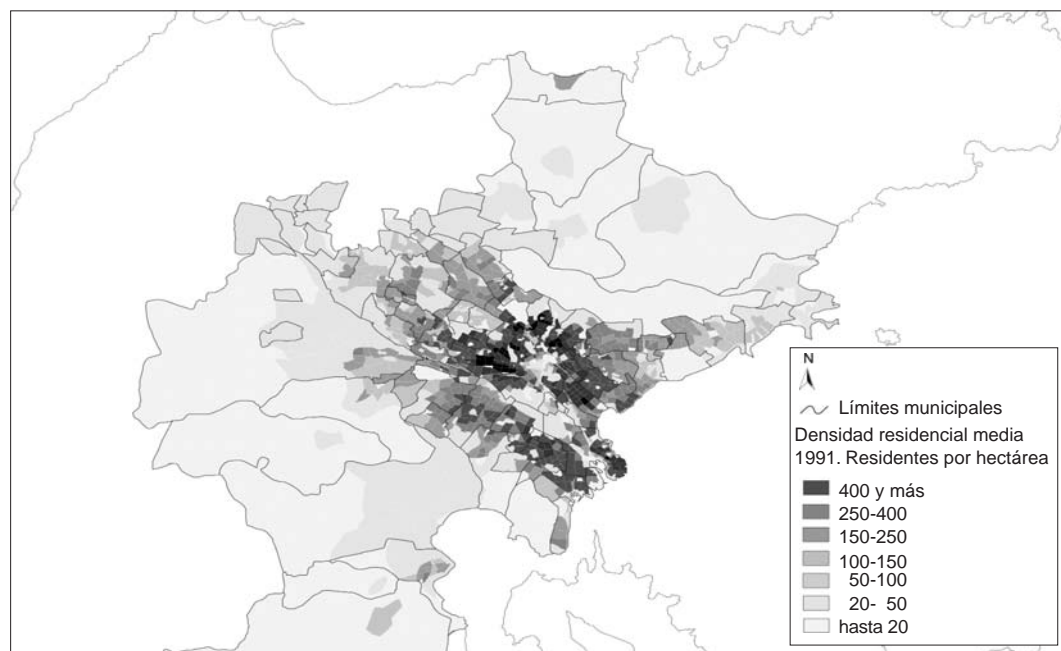 N
Límites municipales
Densidad residencial media
1991. Residentes por hectárea
400 y más
250-400
150-250
100-150
50-100
20- 50
hasta 20